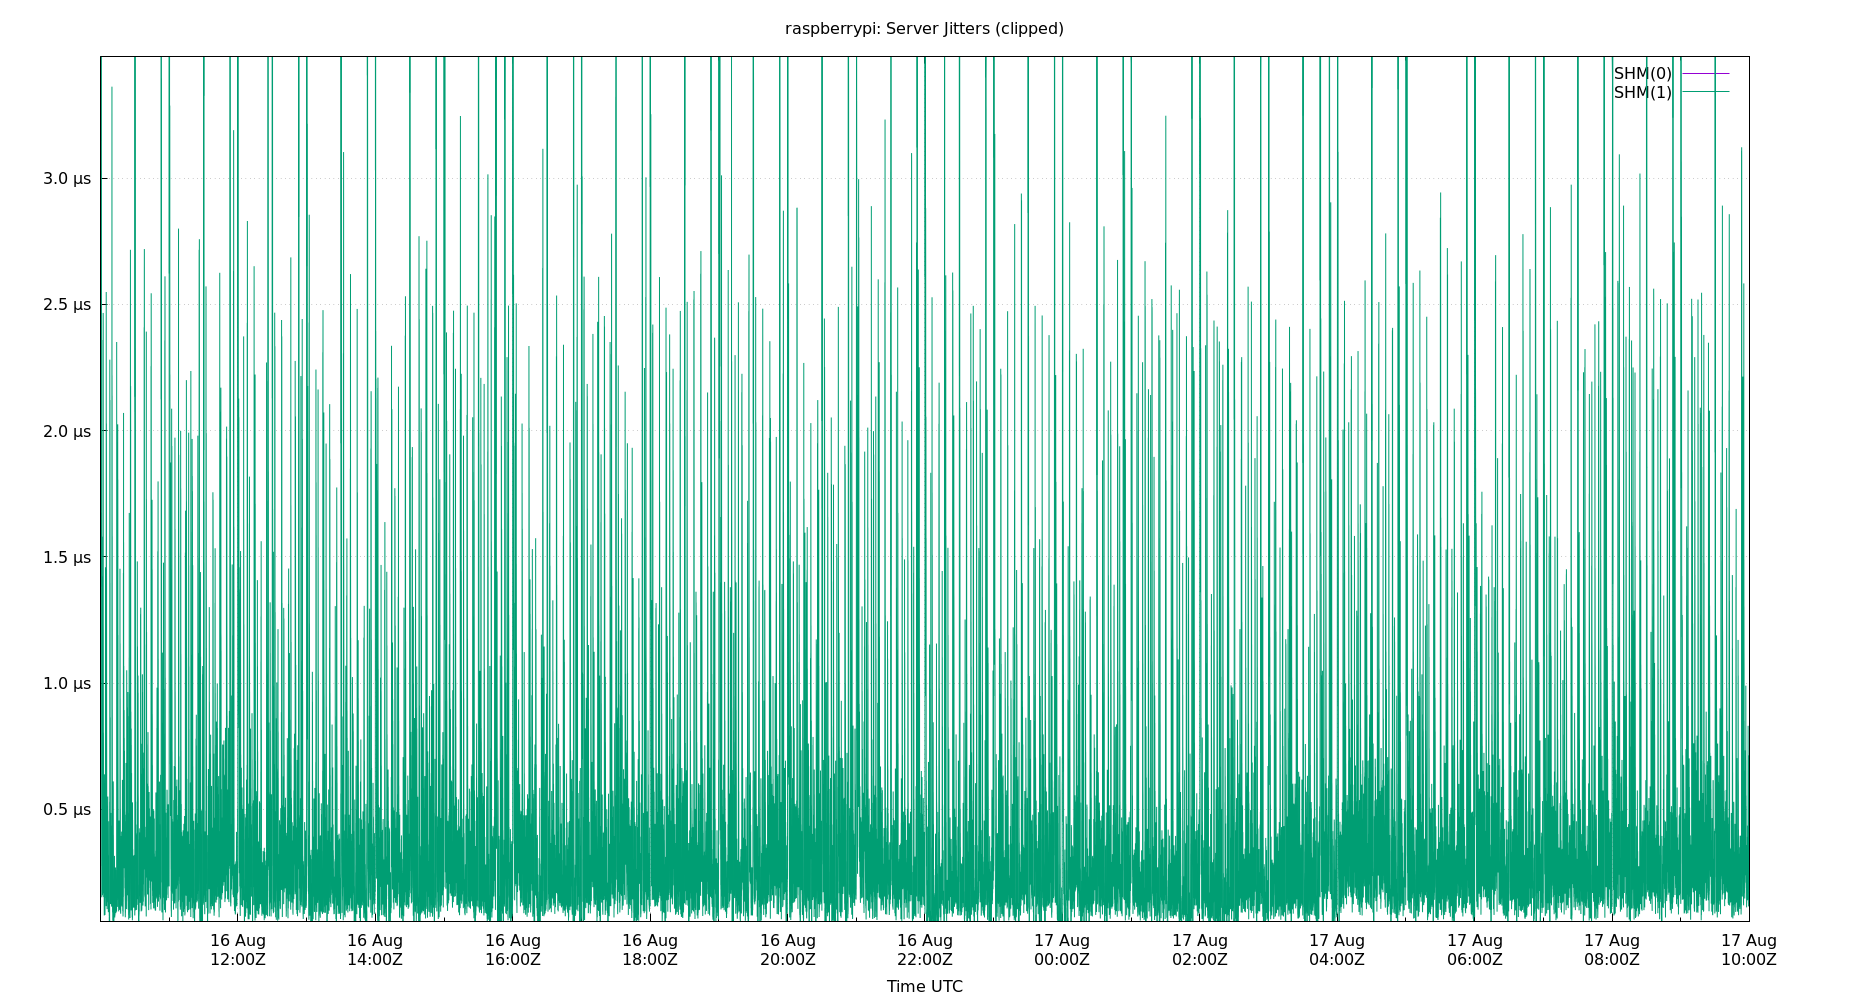 raspberrypi: Server Jitters (clipped)
SHM(0)
SHM(1)
3.0 µs
2.5 µs
2.0 µs
1.5 µs
1.0 µs
0.5 µs
16 Aug 16 Aug 16 Aug 16 Aug 16 Aug 16 Aug 17 Aug 17 Aug 17 Aug 17 Aug 17 Aug 17 Aug
12:00Z 14:00Z 16:00Z 18:00Z 20:00Z 22:00Z 00:00Z 02:00Z 04:00Z 06:00Z 08:00Z 10:00Z
Time UTC